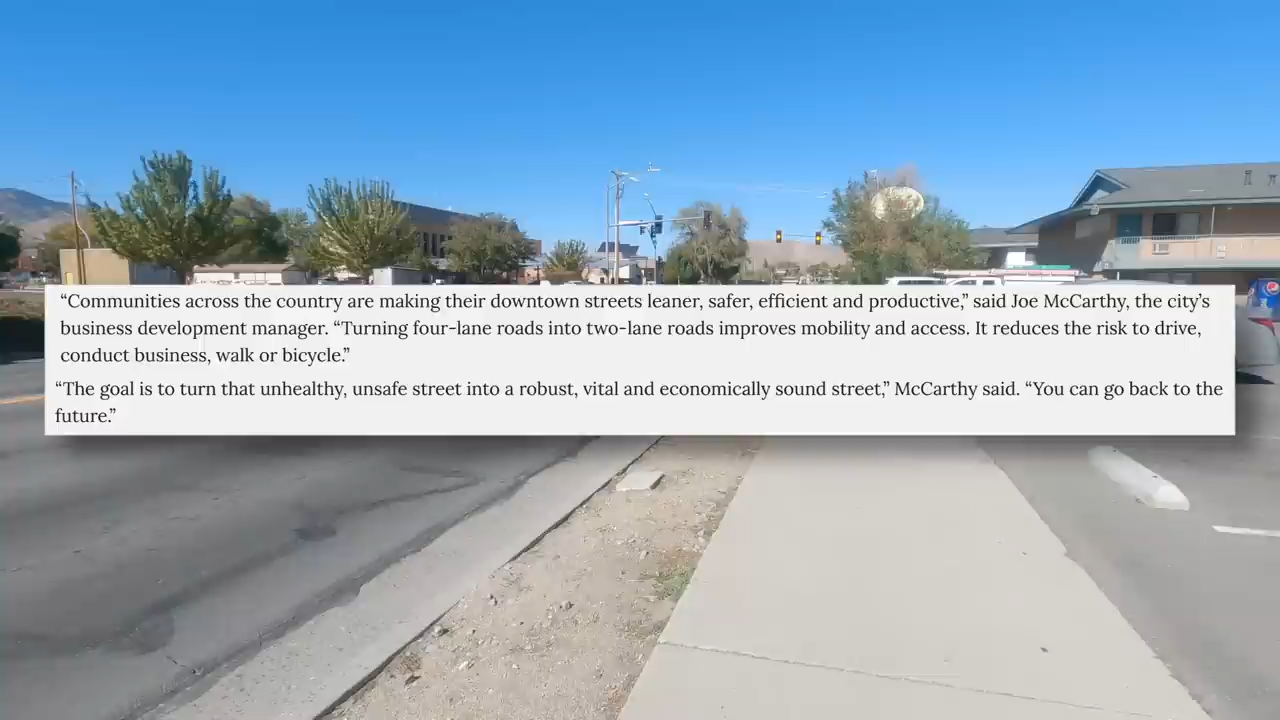 “Communities across the country are making their downtown streets leaner, safer, efficient and productive,” said Joe McCarthy, the city’s
business development manager. “Turning four-lane roads into two-lane roads improves mobility and access. It reduces the risk to drive,
conduct business, walk or bicycle.”
“The goal is to turn that unhealthy, unsafe street into a robust, vital and economically sound street,” McCarthy said. “You can go back to the
future.”